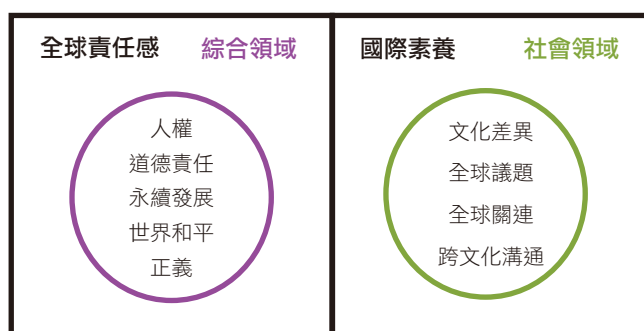 全球責任感 綜合領域
人權
道德責任
永續發展
世界和平
正義
國際素養 社會領域
文化差異
全球議題
全球關連
跨文化溝通